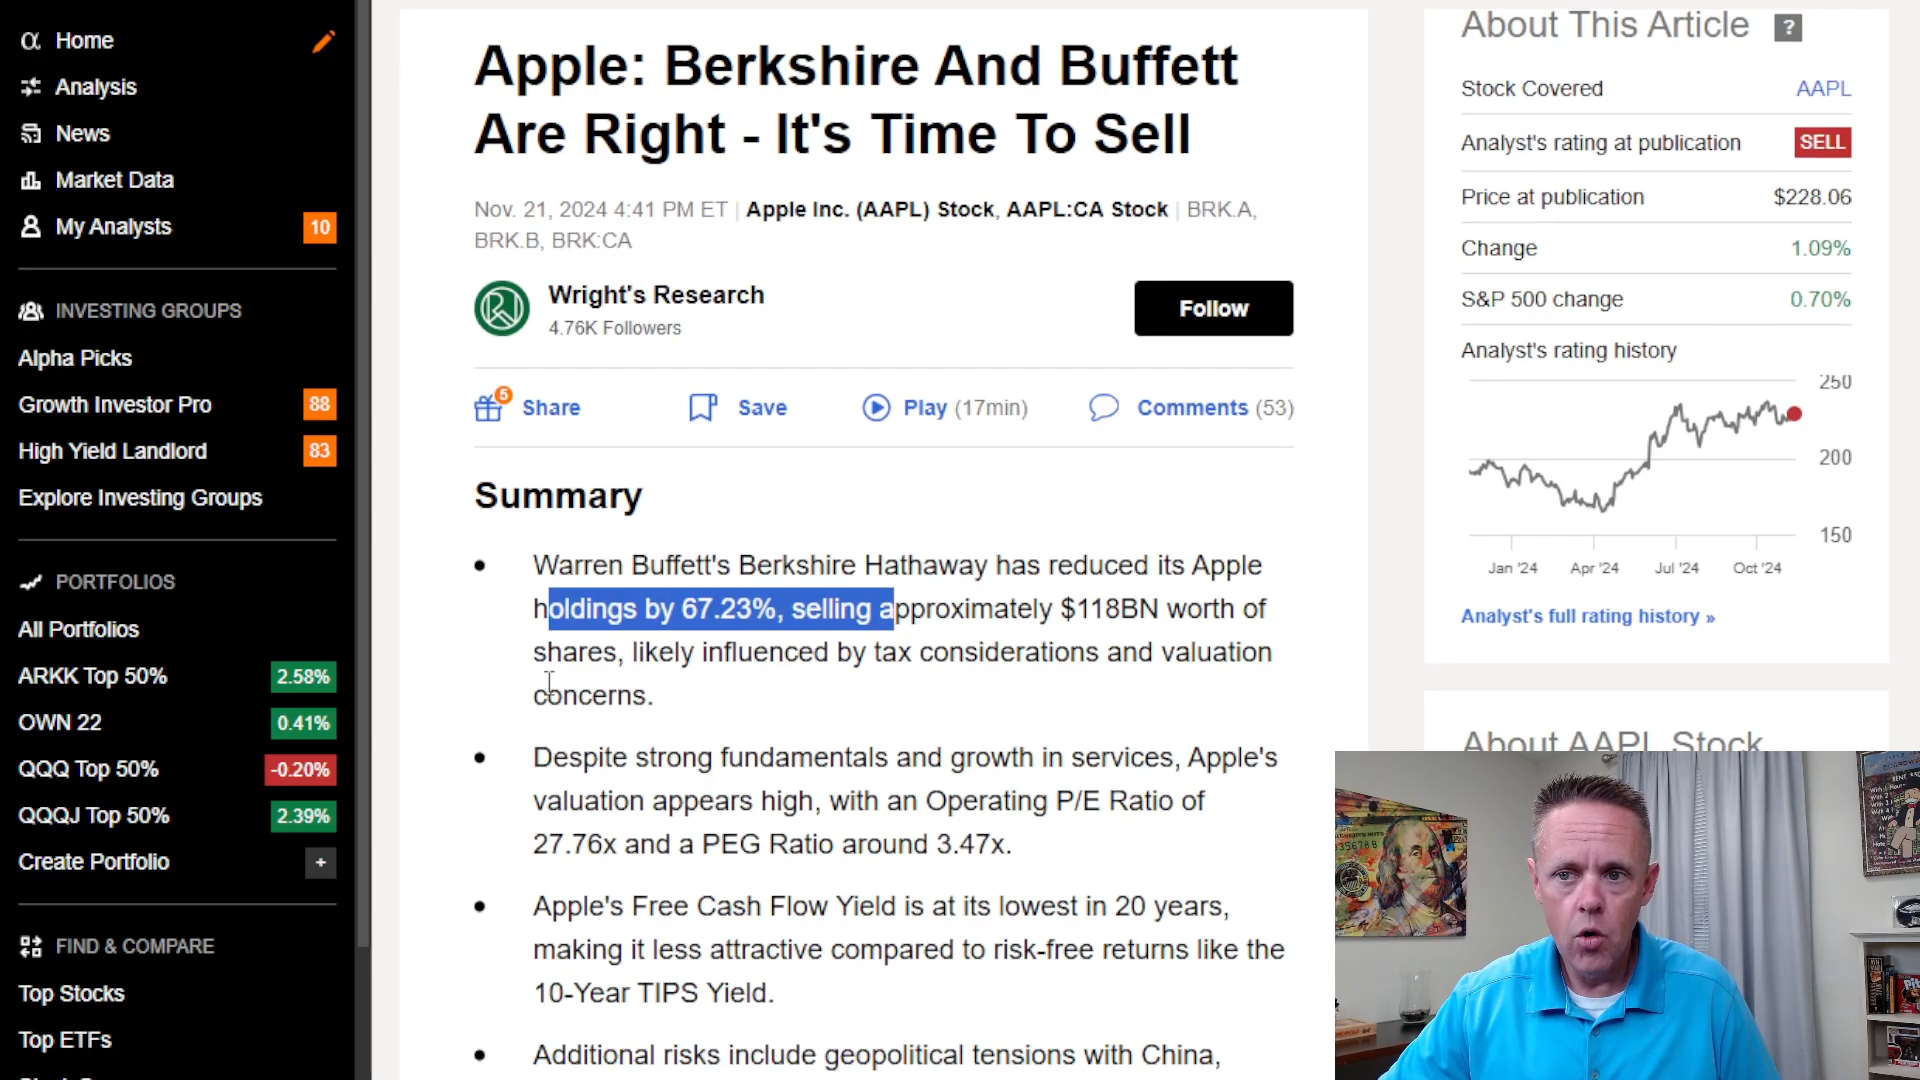 Home
Analysis
News
Market Data
My Analysts 10
INVESTING GROUPS
Alpha Picks
Growth Investor Pro 88
High Yield Landlord 83
Explore Investing Groups
PORTFOLIOS
All Portfolios
ARKK Top 50% 2.58%
OWN 22 0.41%
QQQ Top 50% -0.20%
QQQJ Top 50% 2.39%
Create Portfolio +
FIND & COMPARE
Top Stocks
Top ETFs
Apple: Berkshire And Buffett
Are Right - It's Time To Sell
Nov. 21, 2024 4:41 PM ET | Apple Inc. (AAPL) Stock, AAPL:CA Stock | BRK.A,
BRK.B, BRK:CA
Wright's Research
4.76K Followers
Follow
5 Share Save Play (17min) Comments (53)
Summary
Warren Buffett's Berkshire Hathaway has reduced its Apple
holdings by 67.23%, selling approximately $118BN worth of
shares, likely influenced by tax considerations and valuation
concerns.
Despite strong fundamentals and growth in services, Apple's
valuation appears high, with an Operating P/E Ratio of
27.76x and a PEG Ratio around 3.47x.
Apple's Free Cash Flow Yield is at its lowest in 20 years,
making it less attractive compared to risk-free returns like the
10-Year TIPS Yield.
Additional risks include geopolitical tensions with China,
About This Article ?
Stock Covered AAPL
Analyst's rating at publication SELL
Price at publication $228.06
Change 1.09%
S&P 500 change 0.70%
Analyst's rating history
250
200
150
Jan '24 Apr '24 Jul '24 Oct '24
Analyst's full rating history »
About AAPL Stock